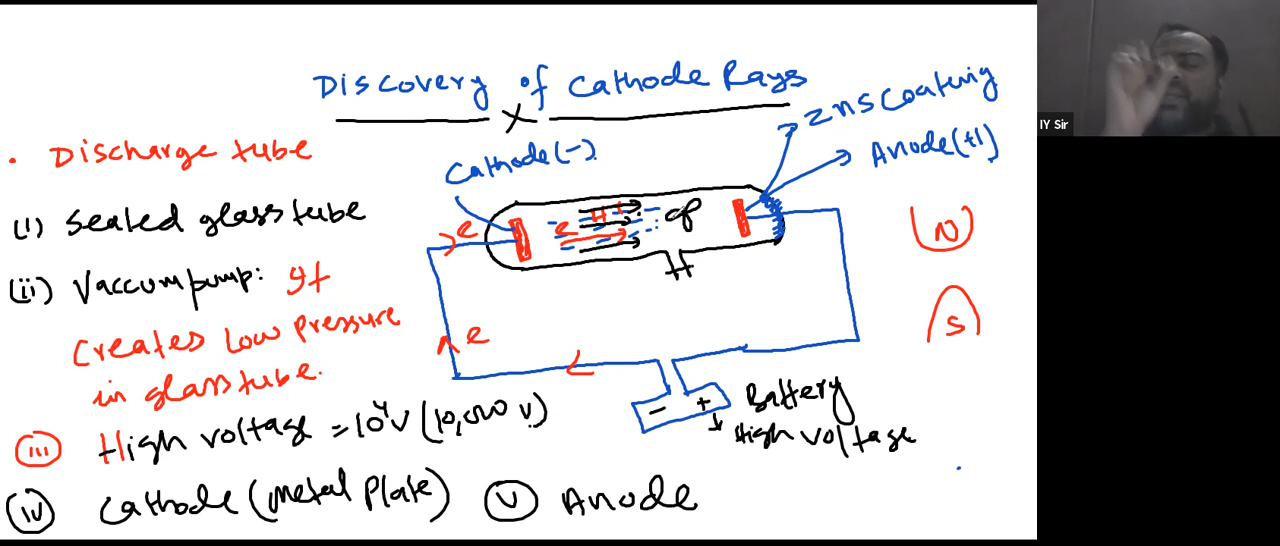 Discovery of Cathode Rays
Cathode(-)
ZnS Coating
Anode(+)
IY Sir
. Discharge tube
(i) Sealed glass tube
(ii) Vaccum pump: It
Creates Low Pressure
in glass tube.
(iii) High voltage = 10⁴V (10,000 V)
(iv) Cathode (Metal Plate) (v) Anode
e
e
e
N
S
- +
Battery
High voltage